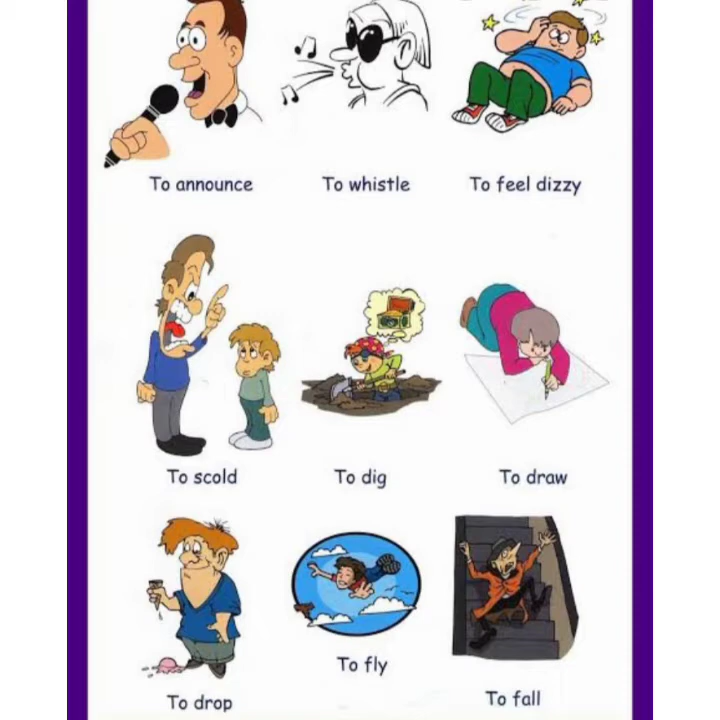 To announce
To whistle
To feel dizzy
To scold
To dig
To draw
To drop
To fly
To fall